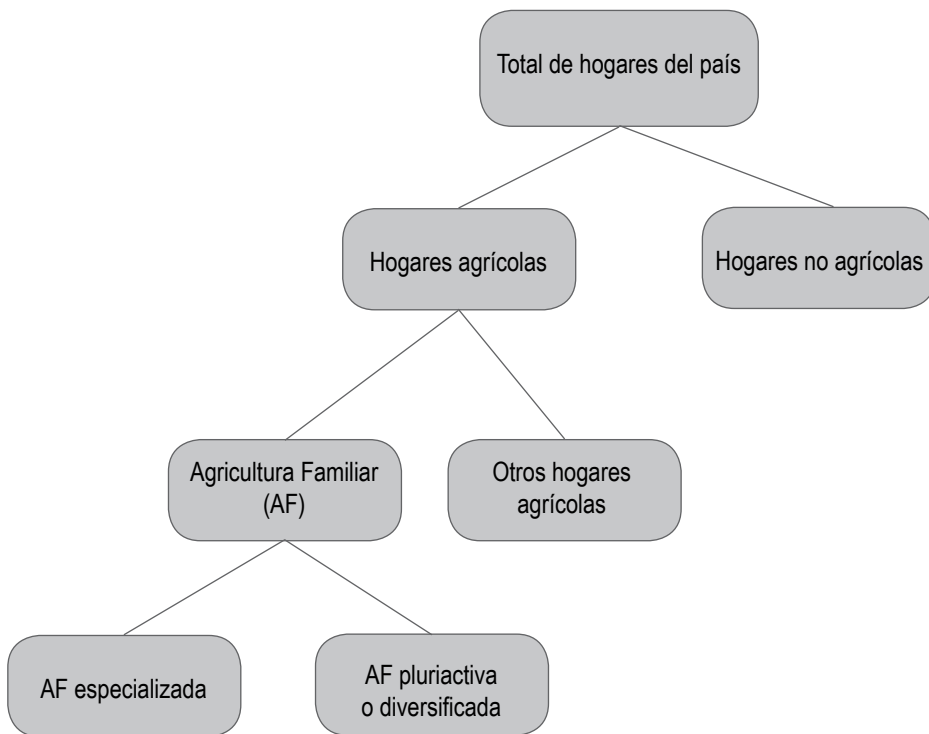 Total de hogares del país
Hogares agrícolas
Hogares no agrícolas
Agricultura Familiar
(AF)
Otros hogares
agrícolas
AF especializada
AF pluriactiva
o diversificada